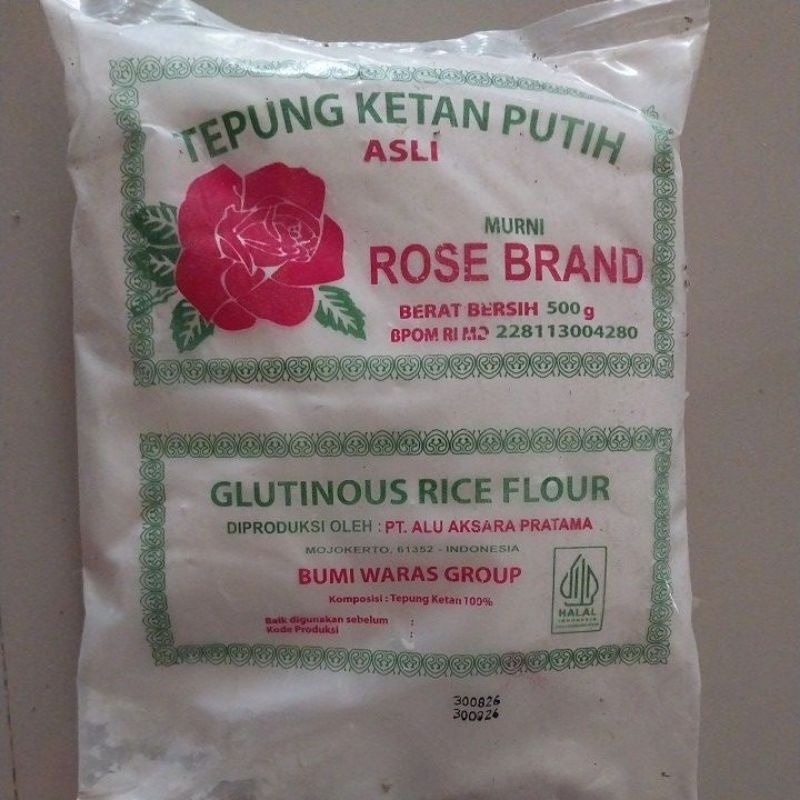 TEPUNG KETAN PUTIH
ASLI
MURNI
ROSE BRAND
BERAT BERSIH 500 g
BPOM RI MD 228113004280
GLUTINOUS RICE FLOUR
DIPRODUKSI OLEH : PT. ALU AKSARA PRATAMA
MOJOKERTO, 61352 - INDONESIA
BUMI WARAS GROUP
Komposisi : Tepung Ketan 100%
HALAL
INDONESIA
Baik digunakan sebelum :
Kode Produksi :
300826